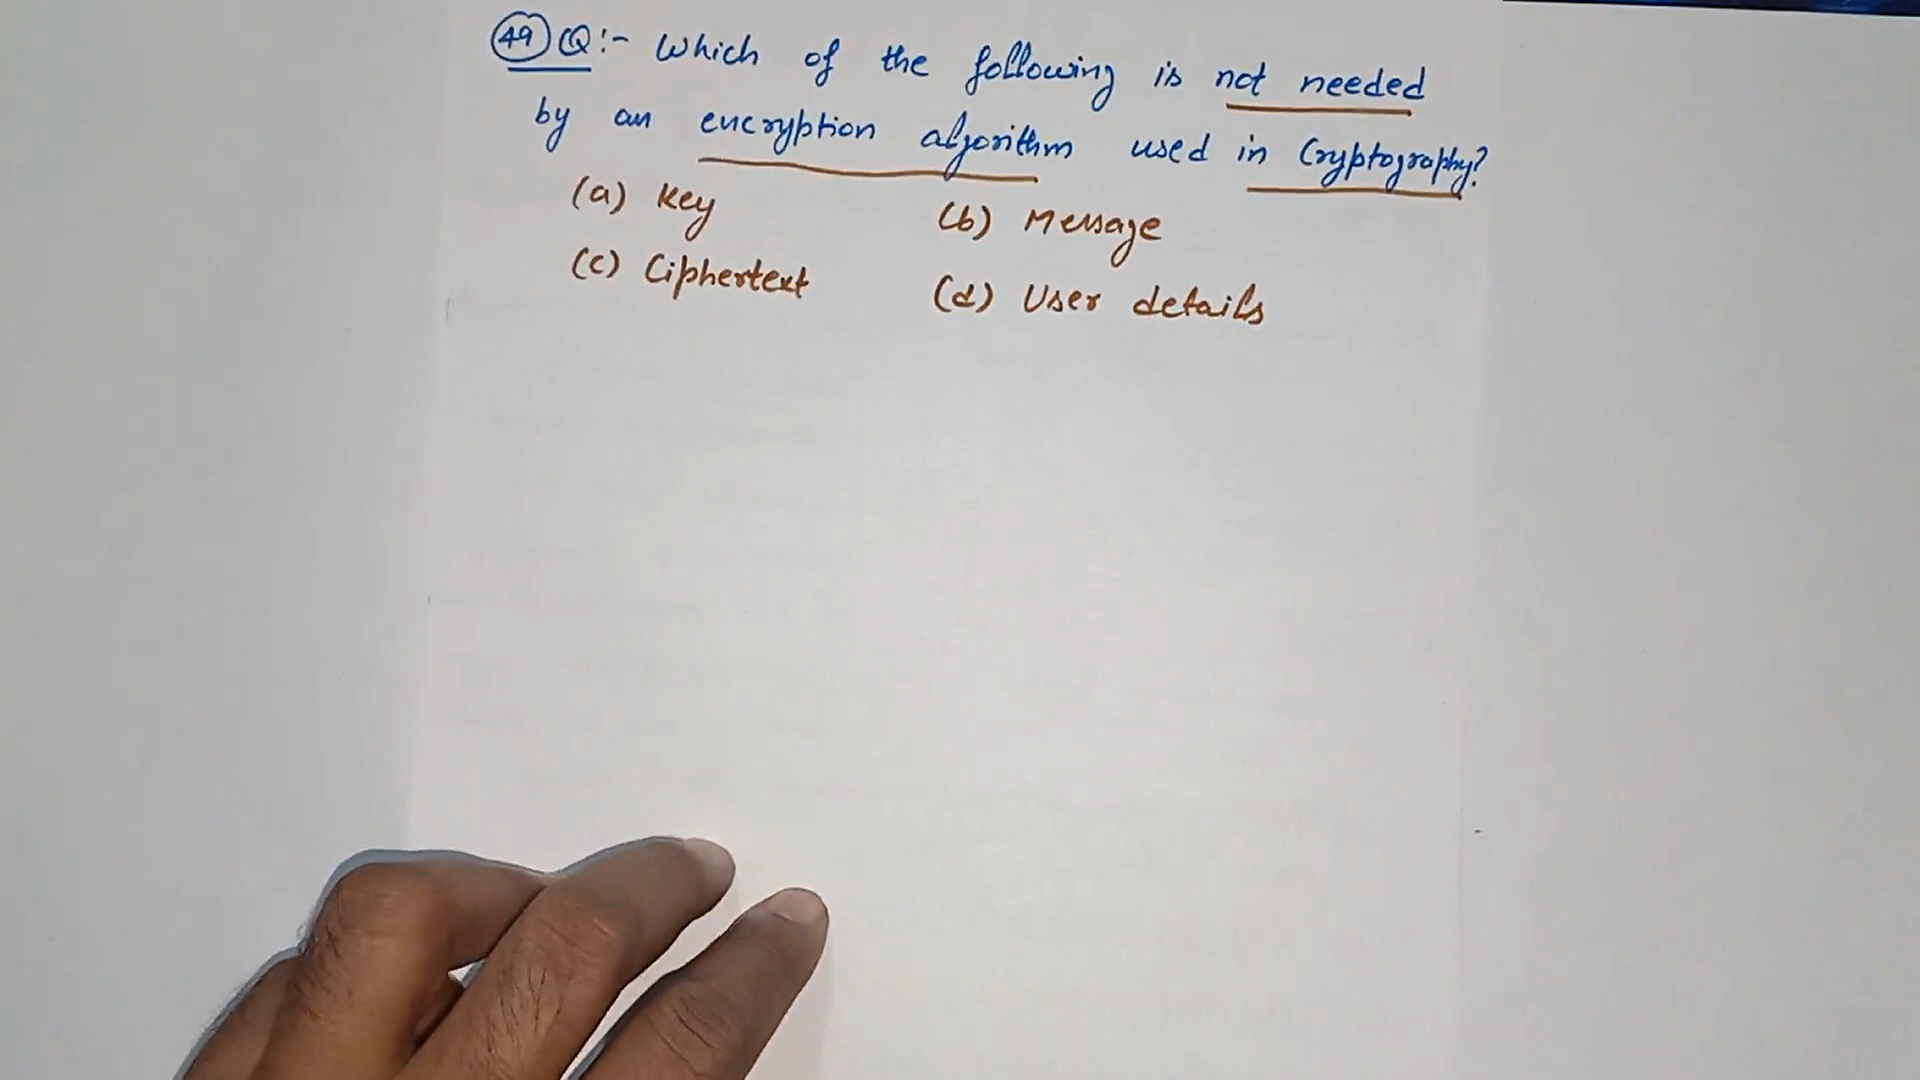 49 Q:- Which of the following is not needed
by an encryption algorithm used in Cryptography?
(a) Key (b) Message
(c) Ciphertext (d) User details